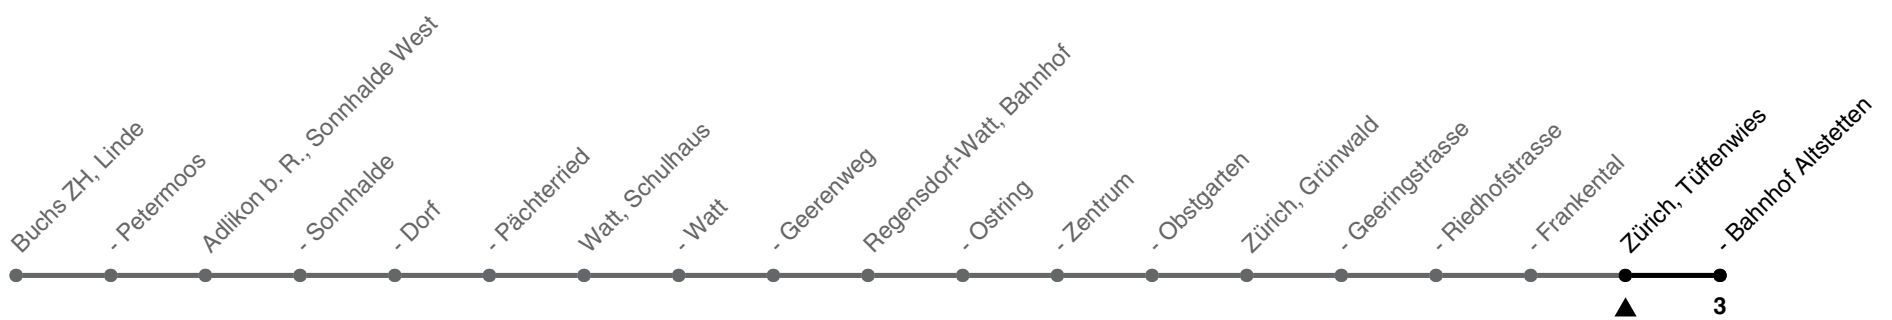 Buchs ZH, Linde
- Petermoos
Adlikon b. R., Sonnhalde West
- Sonnhalde
- Dorf
- Pächterried
Watt, Schulhaus
- Watt
- Geerenweg
Regensdorf-Watt, Bahnhof
- Ostring
- Zentrum
- Obstgarten
Zürich, Grünwald
- Geeringstrasse
- Riedhofstrasse
- Frankental
Zürich, Tüffenwies
- Bahnhof Altstetten
3